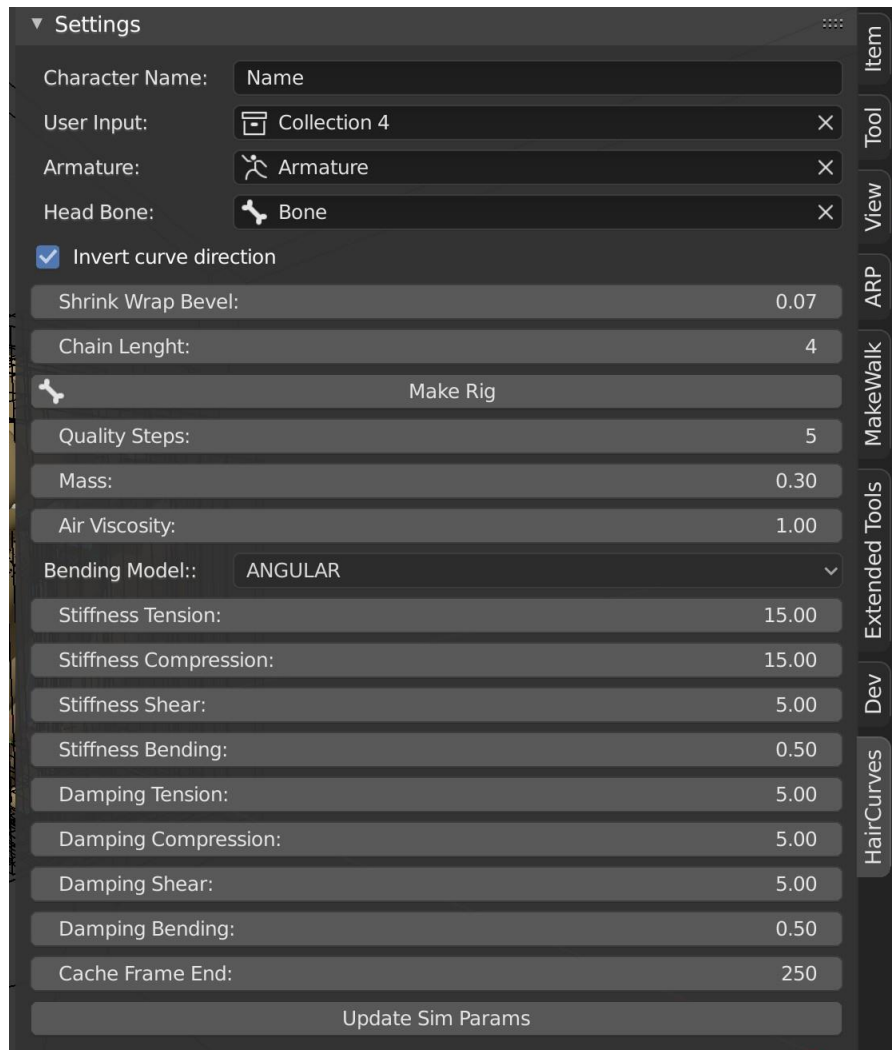 Settings
Character Name: Name
User Input: Collection 4
Armature: Armature
Head Bone: Bone
Invert curve direction
Shrink Wrap Bevel: 0.07
Chain Lenght: 4
Make Rig
Quality Steps: 5
Mass: 0.30
Air Viscosity: 1.00
Bending Model:: ANGULAR
Stiffness Tension: 15.00
Stiffness Compression: 15.00
Stiffness Shear: 5.00
Stiffness Bending: 0.50
Damping Tension: 5.00
Damping Compression: 5.00
Damping Shear: 5.00
Damping Bending: 0.50
Cache Frame End: 250
Update Sim Params
Item
Tool
View
ARP
MakeWalk
Extended Tools
Dev
HairCurves